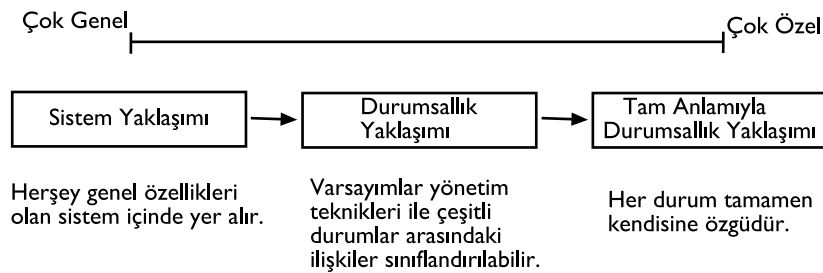 Çok Genel
Çok Özel
Sistem Yaklaşımı
Durumsallık
Yaklaşımı
Tam Anlamıyla
Durumsallık Yaklaşımı
Herşey genel özellikleri
olan sistem içinde yer alır.
Varsayımlar yönetim
teknikleri ile çeşitli
durumlar arasındaki
ilişkiler sınıflandırılabilir.
Her durum tamamen
kendisine özgüdür.